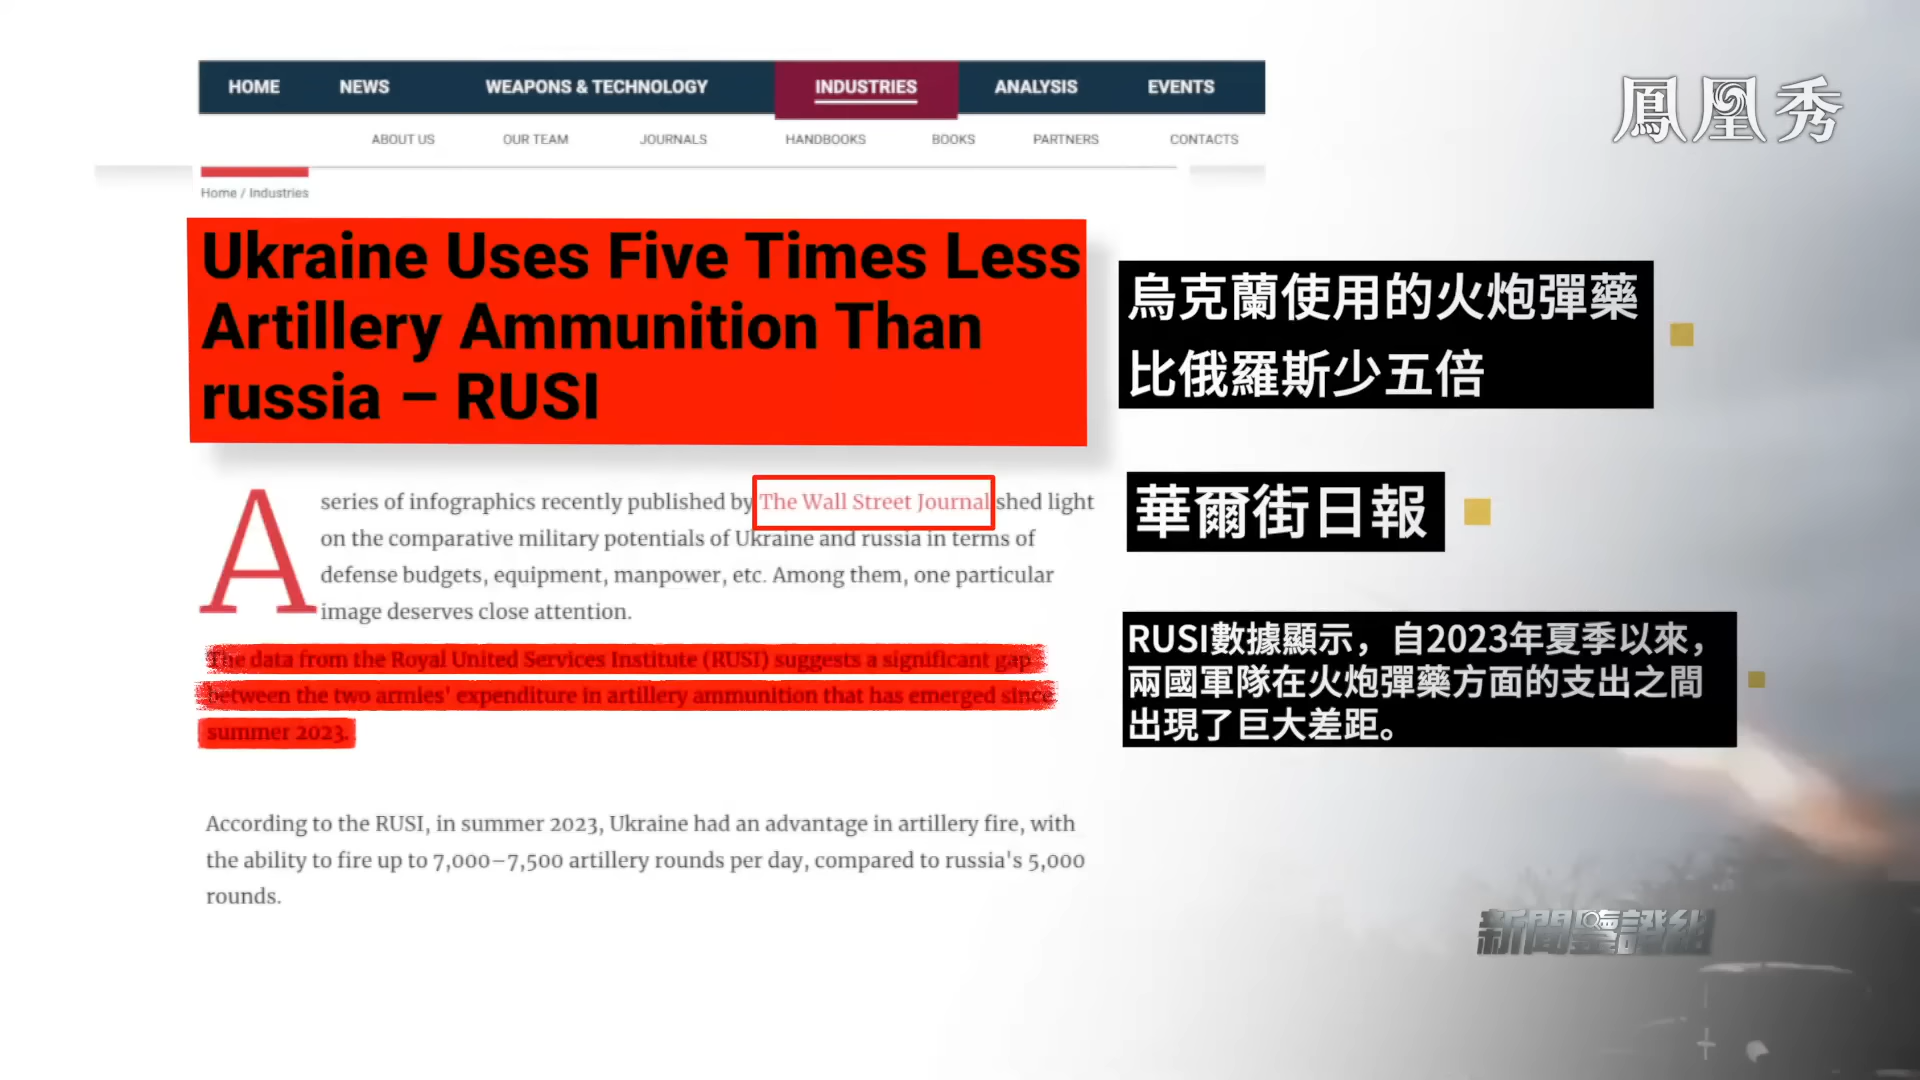 HOME NEWS WEAPONS & TECHNOLOGY INDUSTRIES ANALYSIS EVENTS
ABOUT US OUR TEAM JOURNALS HANDBOOKS BOOKS PARTNERS CONTACTS
鳳凰秀
Home / Industries
Ukraine Uses Five Times Less
Artillery Ammunition Than
russia – RUSI
烏克蘭使用的火炮彈藥
比俄羅斯少五倍
A series of infographics recently published by The Wall Street Journal shed light
on the comparative military potentials of Ukraine and russia in terms of
defense budgets, equipment, manpower, etc. Among them, one particular
image deserves close attention.
華爾街日報
The data from the Royal United Services Institute (RUSI) suggests a significant gap
between the two armies' expenditure in artillery ammunition that has emerged since
summer 2023.
RUSI數據顯示，自2023年夏季以來，
兩國軍隊在火炮彈藥方面的支出之間
出現了巨大差距。
According to the RUSI, in summer 2023, Ukraine had an advantage in artillery fire, with
the ability to fire up to 7,000–7,500 artillery rounds per day, compared to russia's 5,000
rounds.
新聞鑒證組